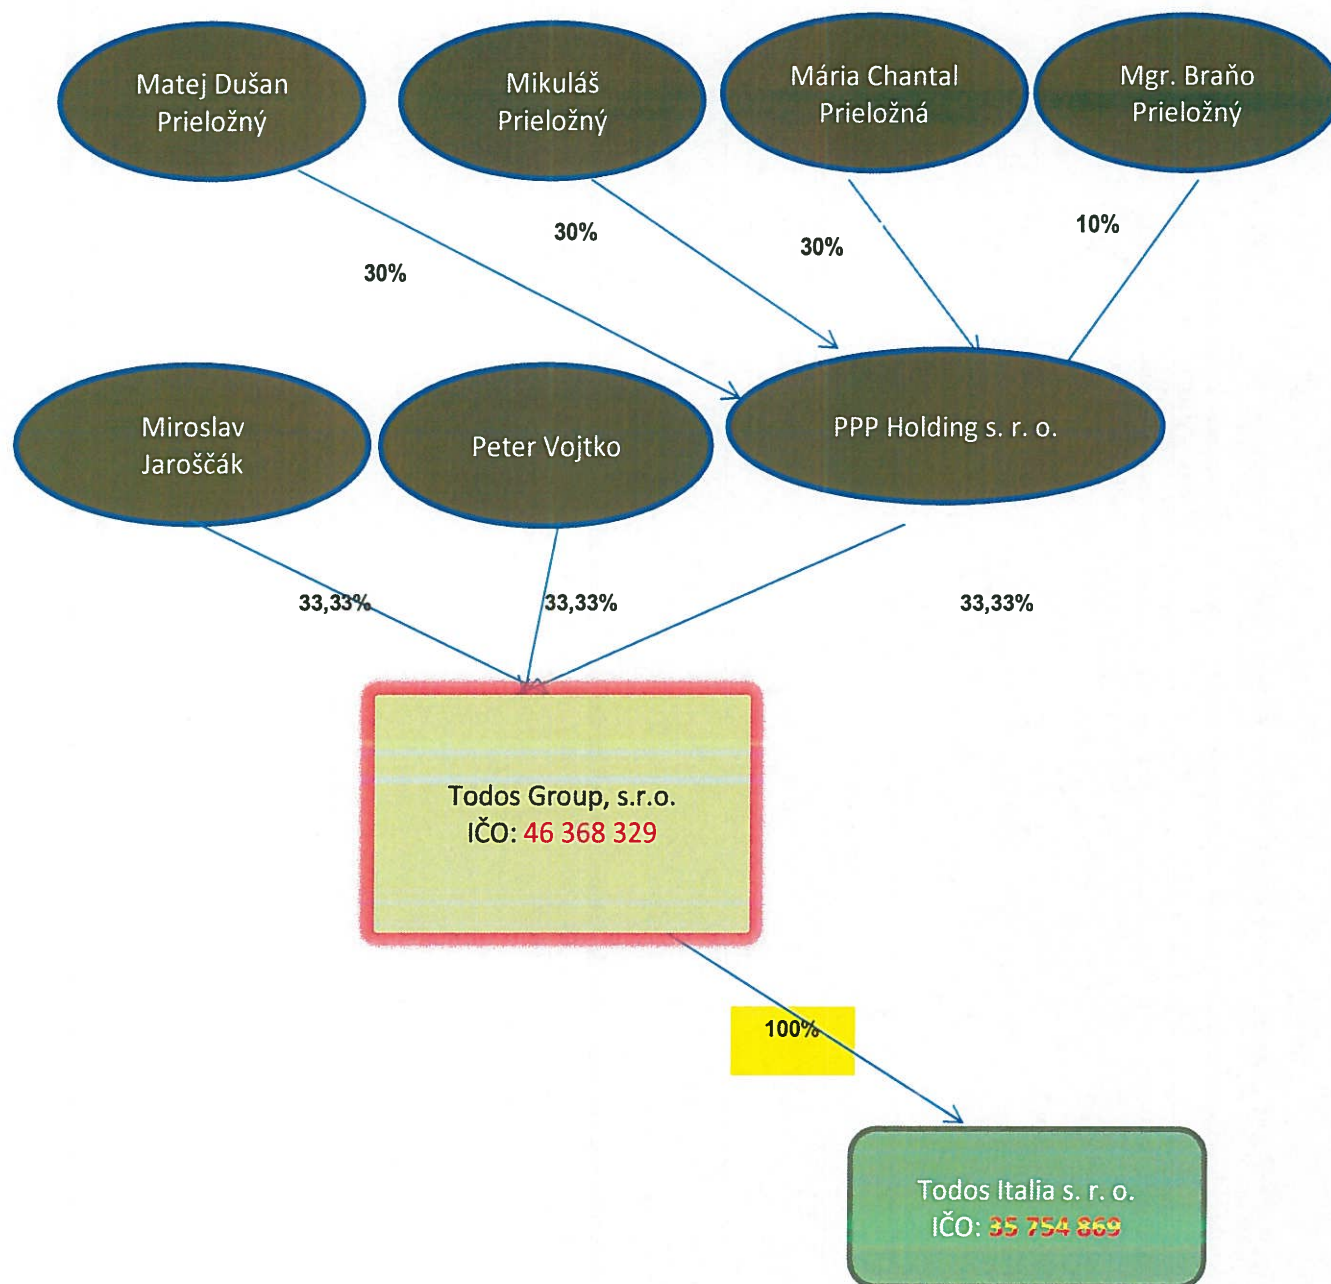 Matej Dušan
Prieložný
Mikuláš
Prieložný
Mária Chantal
Prieložná
Mgr. Braňo
Prieložný
30%
30%
30%
10%
Miroslav
Jaroščák
Peter Vojtko
PPP Holding s. r. o.
33,33%
33,33%
33,33%
Todos Group, s.r.o.
IČO: 46 368 329
100%
Todos Italia s. r. o.
IČO: 35 754 869